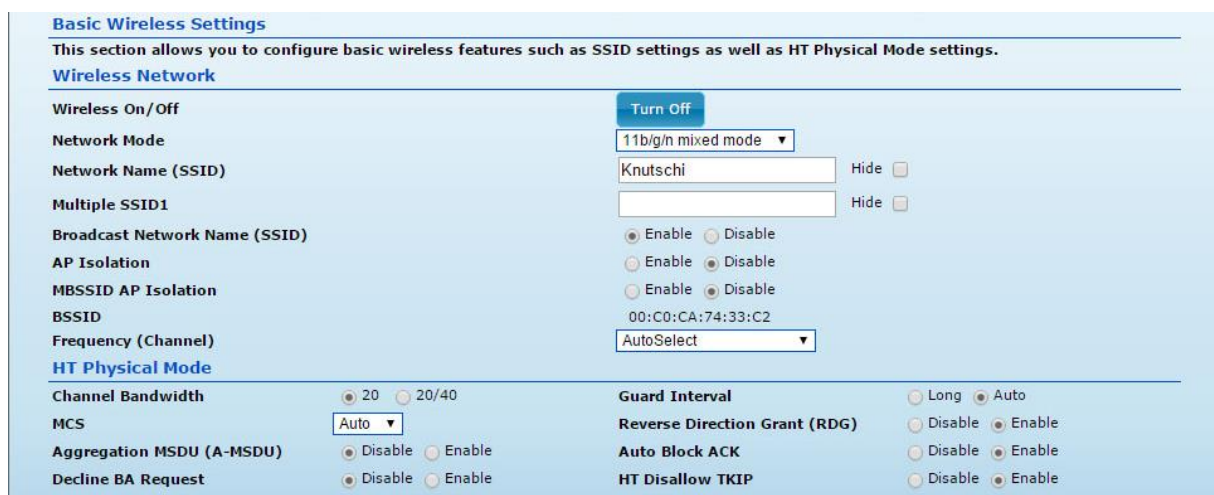 Basic Wireless Settings
This section allows you to configure basic wireless features such as SSID settings as well as HT Physical Mode settings.
Wireless Network
Wireless On/Off Turn Off
Network Mode 11b/g/n mixed mode
Network Name (SSID) Knutschi Hide
Multiple SSID1 Hide
Broadcast Network Name (SSID) Enable Disable
AP Isolation Enable Disable
MBSSID AP Isolation Enable Disable
BSSID 00:C0:CA:74:33:C2
Frequency (Channel) AutoSelect
HT Physical Mode
Channel Bandwidth 20 20/40 Guard Interval Long Auto
MCS Auto Reverse Direction Grant (RDG) Disable Enable
Aggregation MSDU (A-MSDU) Disable Enable Auto Block ACK Disable Enable
Decline BA Request Disable Enable HT Disallow TKIP Disable Enable